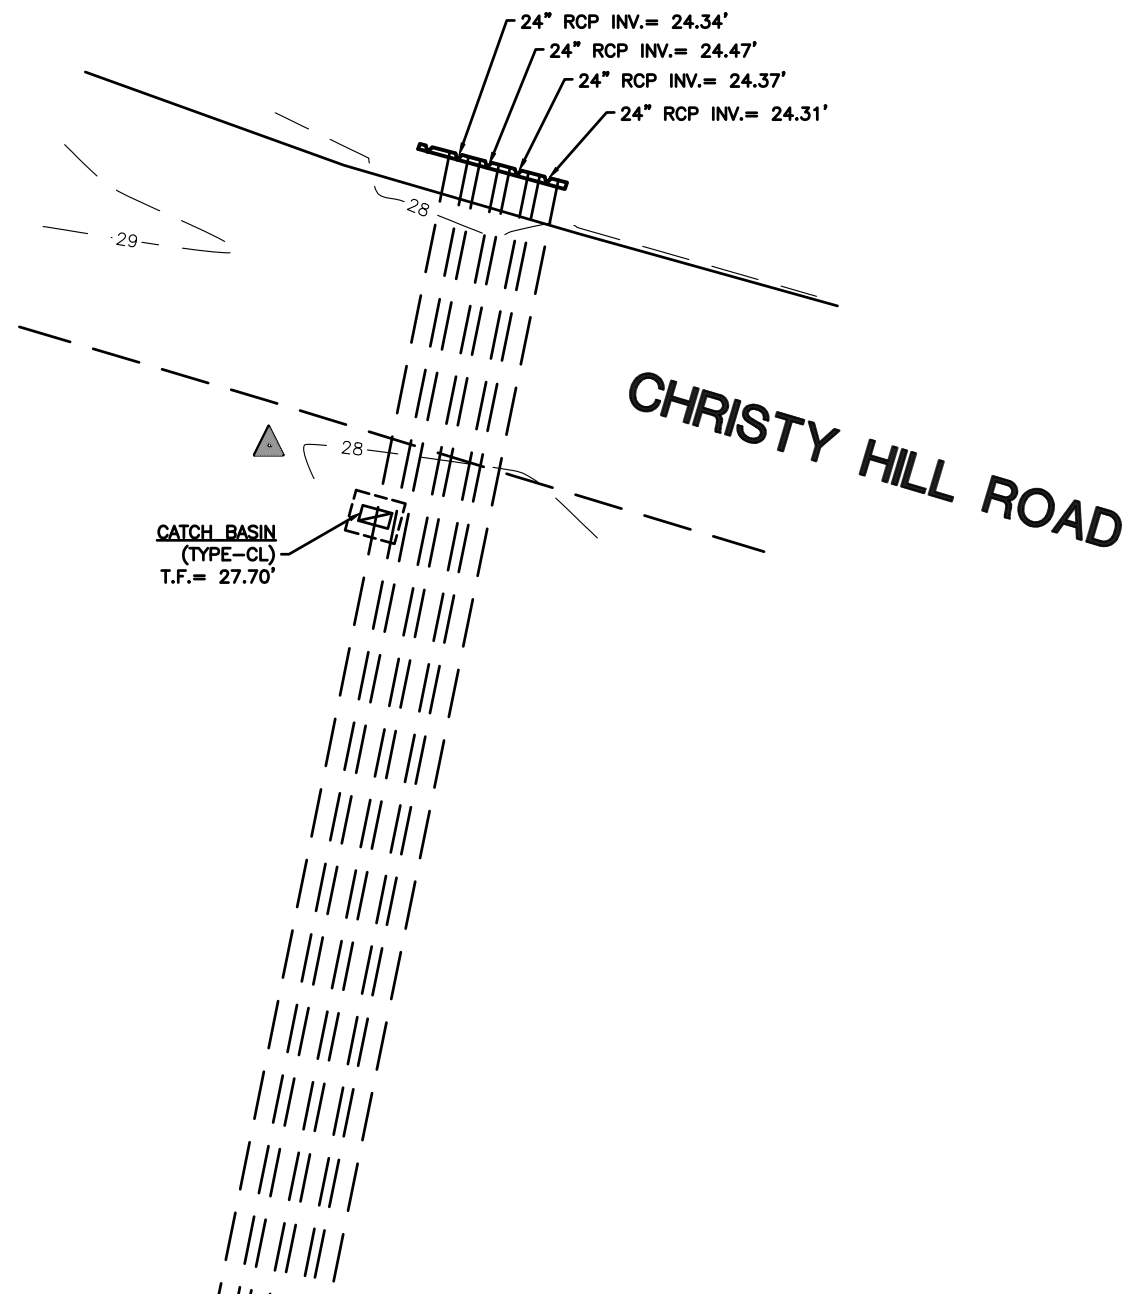 24" RCP INV.= 24.34'
24" RCP INV.= 24.47'
24" RCP INV.= 24.37'
24" RCP INV.= 24.31'
28
29
CHRISTY HILL ROAD
28
CATCH BASIN
(TYPE-CL)
T.F.= 27.70'